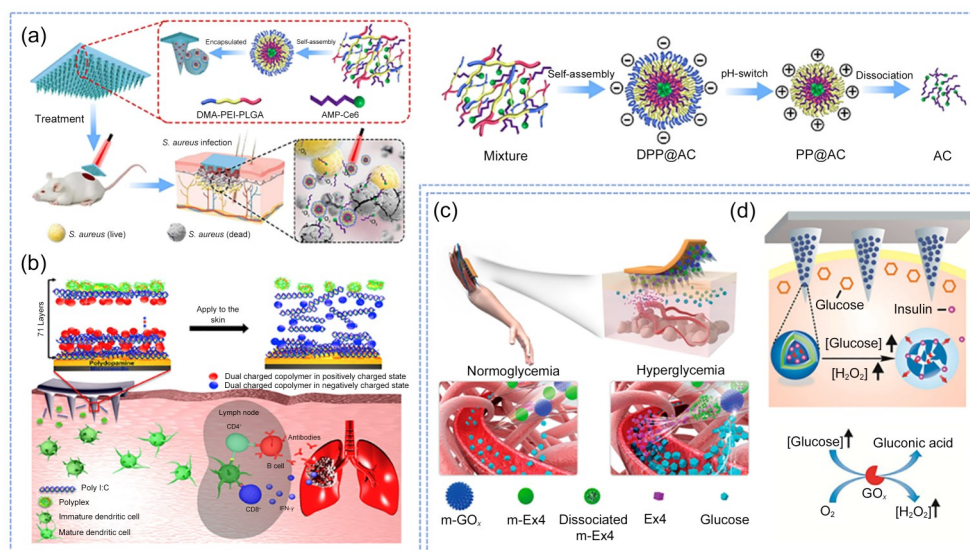 (a)
Encapsulated
Self-assembly
DMA-PEI-PLGA
AMP-Ce6
Treatment
S. aureus infection
S. aureus (live)
S. aureus (dead)
Self-assembly
pH-switch
Dissociation
Mixture
DPP@AC
PP@AC
AC
(b)
71 Layers
Apply to the
skin
Polydopamine
Dual charged copolymer in positively charged state
Dual charged copolymer in negatively charged state
Lymph node
CD4⁺
Antibodies
B cell
CD8⁺
IFN-γ
Poly I:C
Polyplex
Immature dendritic cell
Mature dendritic cell
(c)
Normoglycemia
Hyperglycemia
m-GOₓ
m-Ex4
Dissociated
m-Ex4
Ex4
Glucose
(d)
Glucose
Insulin
[Glucose]
[H₂O₂]
[Glucose]
Gluconic acid
GOₓ
O₂
[H₂O₂]